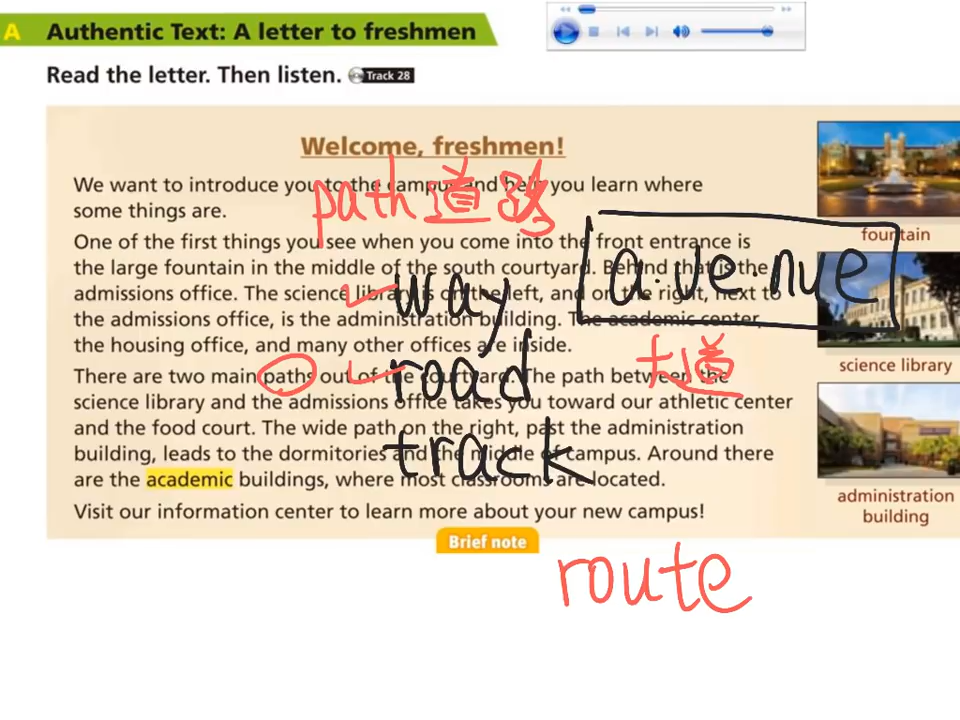 A Authentic Text: A letter to freshmen
Read the letter. Then listen. Track 28
Welcome, freshmen!
We want to introduce you to the campus and help you learn where
some things are.
One of the first things you see when you come into the front entrance is
the large fountain in the middle of the south courtyard. Behind that is the
admissions office. The science library is on the left, and on the right, next to
the admissions office, is the administration building. The academic center,
the housing office, and many other offices are inside.
There are two main paths out of the courtyard. The path between the
science library and the admissions office takes you toward our athletic center
and the food court. The wide path on the right, past the administration
building, leads to the dormitories and the middle of campus. Around there
are the academic buildings, where most classrooms are located.
Visit our information center to learn more about your new campus!
Brief note
fountain
science library
administration
building
path 道路
way
a·ve·nue
road
大道
track
route